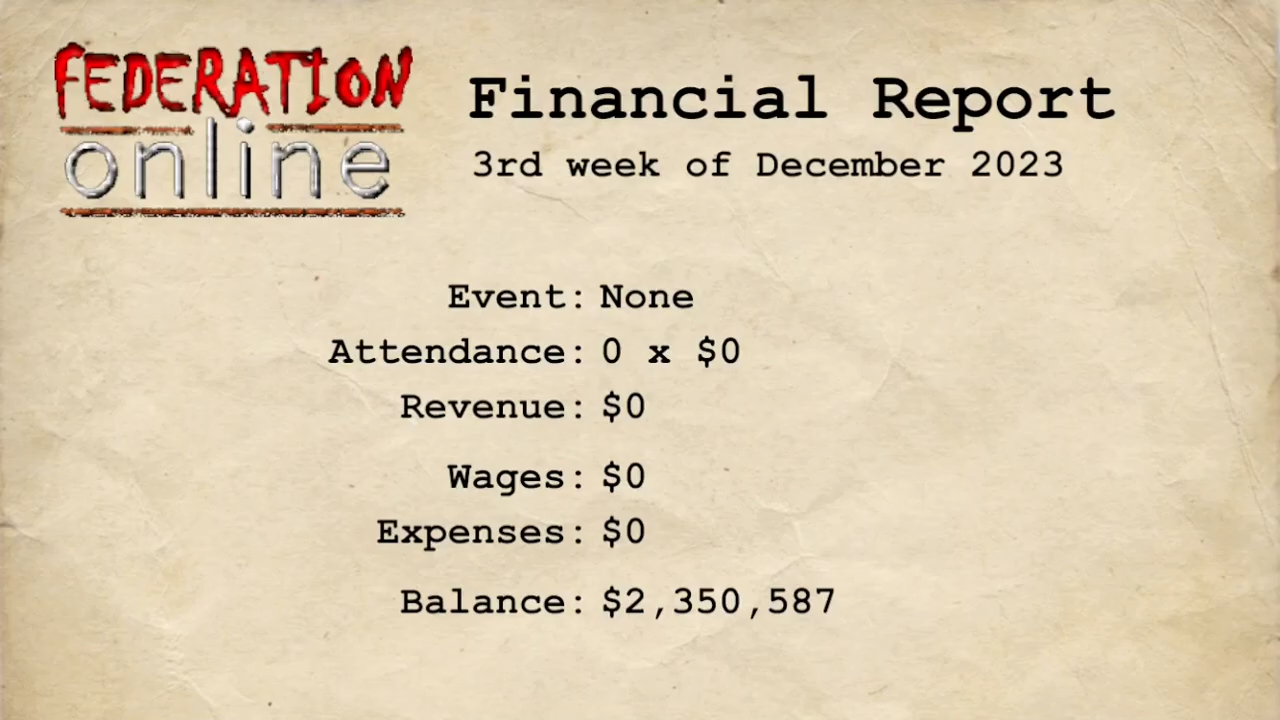 FEDERATION
online
Financial Report
3rd week of December 2023
Event: None
Attendance: 0 x $0
Revenue: $0
Wages: $0
Expenses: $0
Balance: $2,350,587